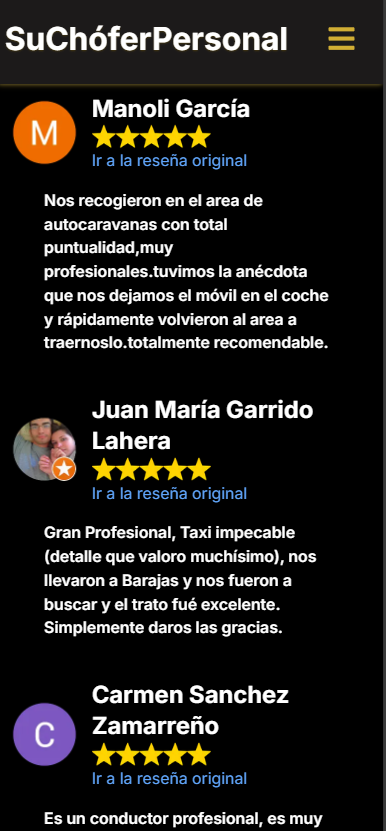 SuChóferPersonal
M
Manoli García
Ir a la reseña original
Nos recogieron en el area de
autocaravanas con total
puntualidad,muy
profesionales.tuvimos la anécdota
que nos dejamos el móvil en el coche
y rápidamente volvieron al area a
traernoslo.totalmente recomendable.
Juan María Garrido
Lahera
Ir a la reseña original
Gran Profesional, Taxi impecable
(detalle que valoro muchísimo), nos
llevaron a Barajas y nos fueron a
buscar y el trato fué excelente.
Simplemente daros las gracias.
C
Carmen Sanchez
Zamarreño
Ir a la reseña original
Es un conductor profesional, es muy